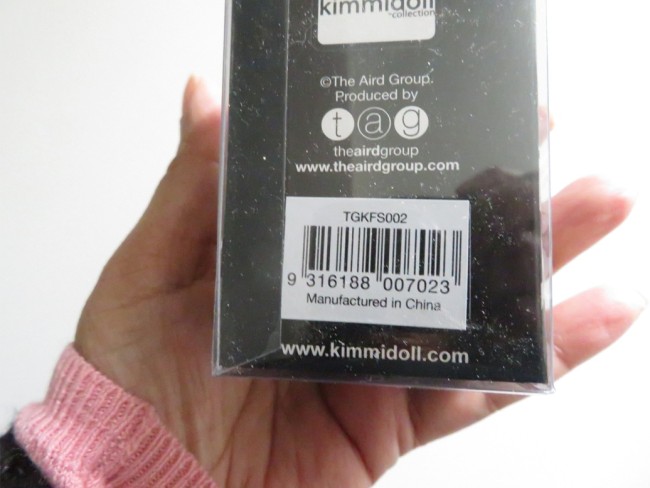 kimmidoll
™collection
©The Aird Group.
Produced by
t a g
theairdgroup
www.theairdgroup.com
TGKFS002
9 316188 007023
Manufactured in China
www.kimmidoll.com